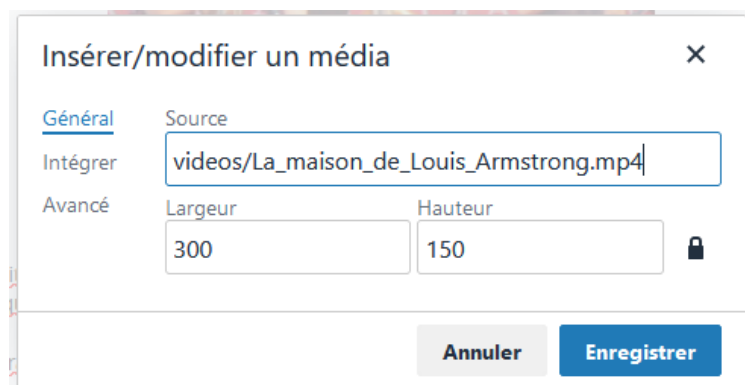 Insérer/modifier un média
Général
Source
Intégrer
videos/La_maison_de_Louis_Armstrong.mp4
Avancé
Largeur
Hauteur
300
150
Annuler
Enregistrer